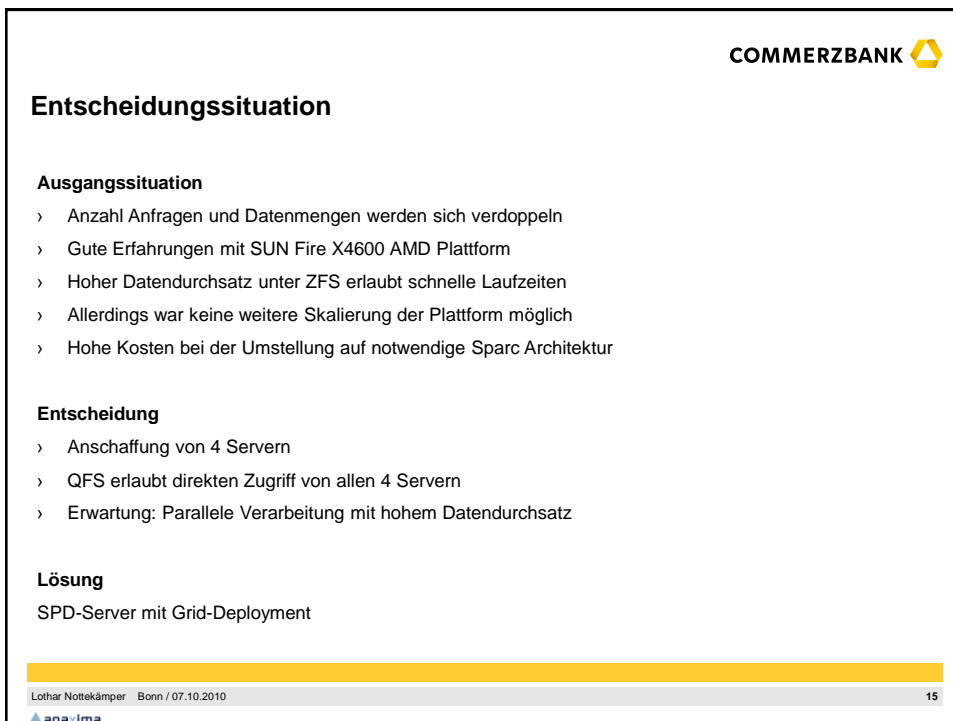 COMMERZBANK
Entscheidungssituation
Ausgangssituation
› Anzahl Anfragen und Datenmengen werden sich verdoppeln
› Gute Erfahrungen mit SUN Fire X4600 AMD Plattform
› Hoher Datendurchsatz unter ZFS erlaubt schnelle Laufzeiten
› Allerdings war keine weitere Skalierung der Plattform möglich
› Hohe Kosten bei der Umstellung auf notwendige Sparc Architektur
Entscheidung
› Anschaffung von 4 Servern
› QFS erlaubt direkten Zugriff von allen 4 Servern
› Erwartung: Parallele Verarbeitung mit hohem Datendurchsatz
Lösung
SPD-Server mit Grid-Deployment
Lothar Nottekämper Bonn / 07.10.2010 15
anaxima